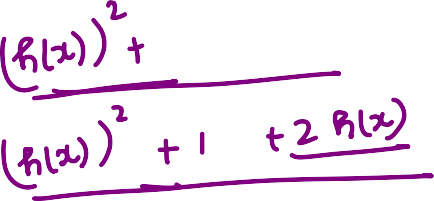 (h(x))² +
(h(x))² + 1 + 2 h(x)